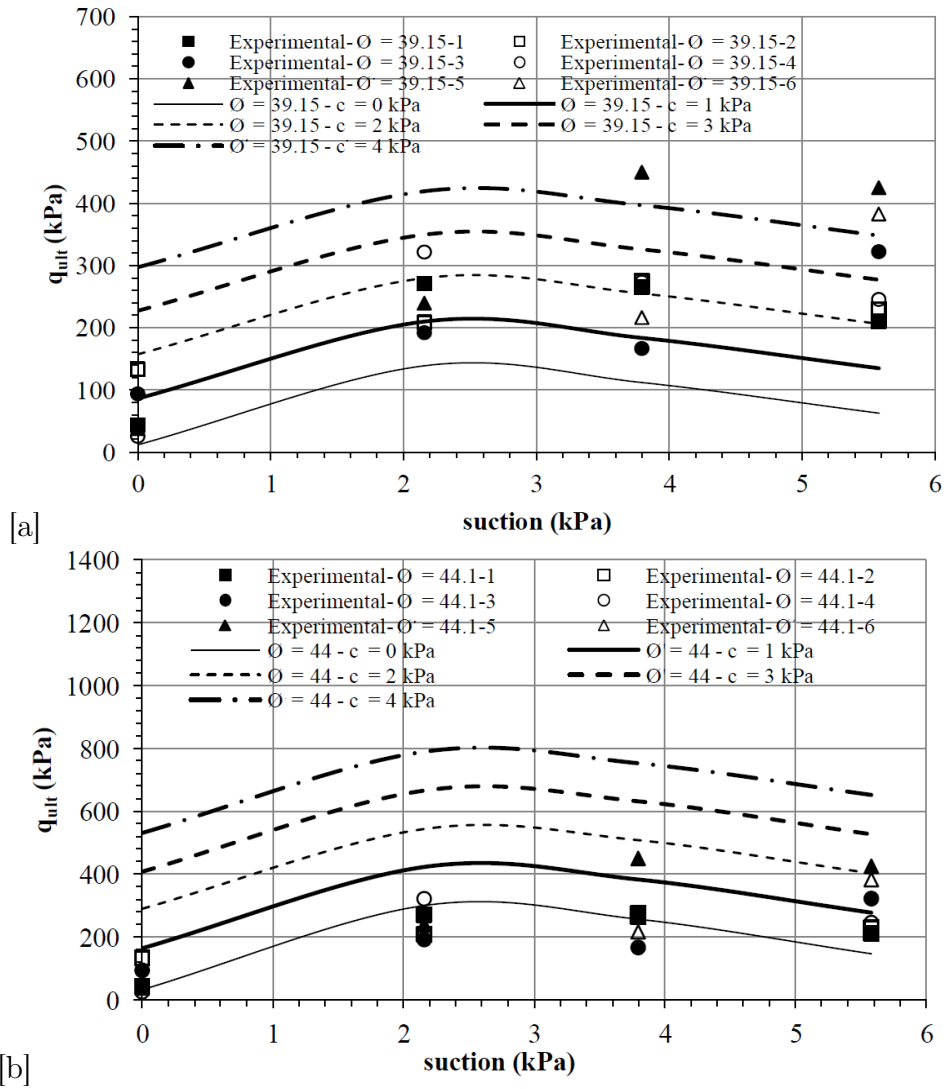 700
Experimental- Ø = 39.15-1
Experimental- Ø = 39.15-2
600
Experimental- Ø = 39.15-3
Experimental- Ø = 39.15-4
Experimental- Ø' = 39.15-5
Experimental- Ø' = 39.15-6
Ø = 39.15 - c = 0 kPa
Ø = 39.15 - c = 1 kPa
Ø = 39.15 - c = 2 kPa
Ø = 39.15 - c = 3 kPa
500
Ø' = 39.15 - c' = 4 kPa
400
300
200
100
0
qult (kPa)
0 1 2 3 4 5 6
suction (kPa)
[a]
1400
Experimental- Ø = 44.1-1
Experimental- Ø = 44.1-2
1200
Experimental- Ø = 44.1-3
Experimental- Ø = 44.1-4
Experimental- Ø' = 44.1-5
Experimental- Ø' = 44.1-6
Ø = 44 - c = 0 kPa
Ø' = 44 - c = 1 kPa
Ø = 44 - c = 2 kPa
Ø' = 44 - c = 3 kPa
1000
Ø = 44 - c = 4 kPa
800
600
400
200
0
qult (kPa)
0 1 2 3 4 5 6
suction (kPa)
[b]